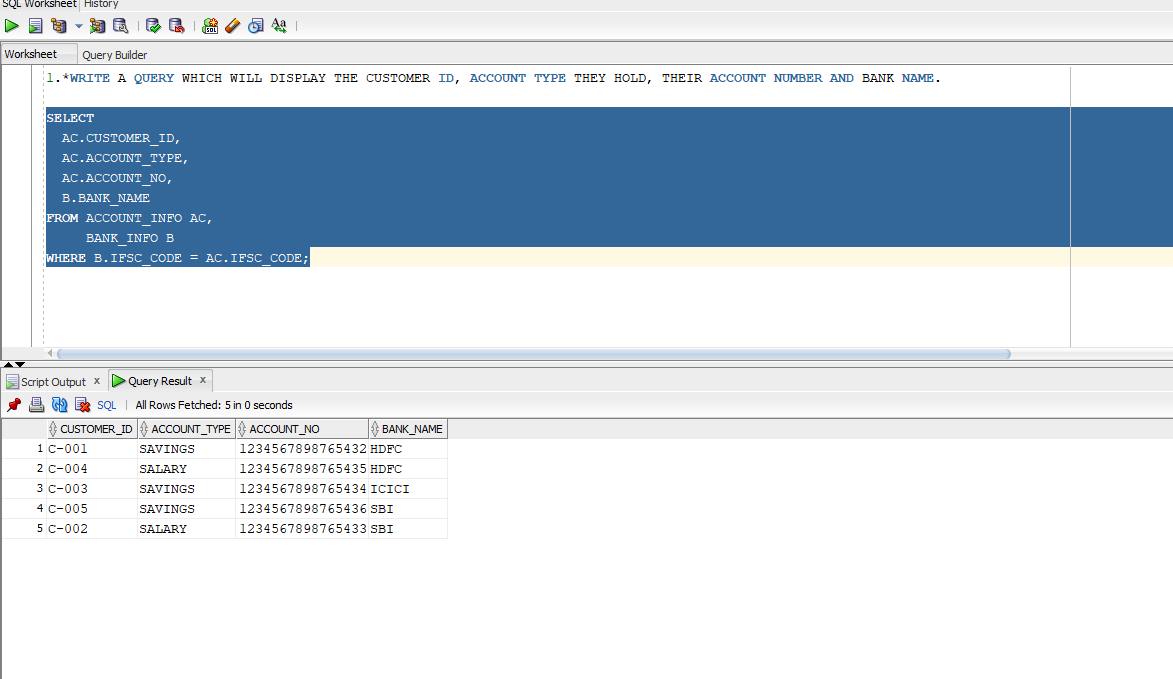 SQL Worksheet History
Worksheet Query Builder
1.*WRITE A QUERY WHICH WILL DISPLAY THE CUSTOMER ID, ACCOUNT TYPE THEY HOLD, THEIR ACCOUNT NUMBER AND BANK NAME.
SELECT
AC.CUSTOMER_ID,
AC.ACCOUNT_TYPE,
AC.ACCOUNT_NO,
B.BANK_NAME
FROM ACCOUNT_INFO AC,
BANK_INFO B
WHERE B.IFSC_CODE = AC.IFSC_CODE;
Script Output x Query Result x
SQL | All Rows Fetched: 5 in 0 seconds
CUSTOMER_ID ACCOUNT_TYPE ACCOUNT_NO BANK_NAME
1 C-001 SAVINGS 1234567898765432 HDFC
2 C-004 SALARY 1234567898765435 HDFC
3 C-003 SAVINGS 1234567898765434 ICICI
4 C-005 SAVINGS 1234567898765436 SBI
5 C-002 SALARY 1234567898765433 SBI